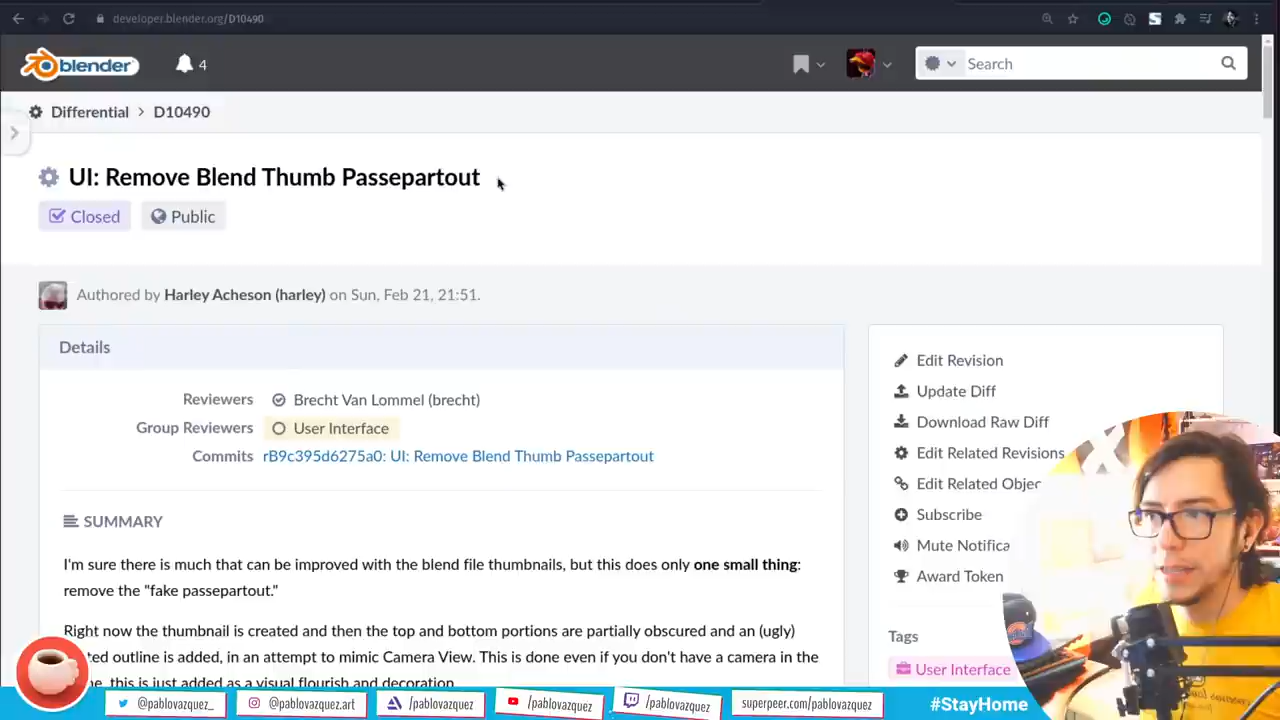 developer.blender.org/D10490
blender
4
Search
Differential > D10490
UI: Remove Blend Thumb Passepartout
Closed
Public
Authored by Harley Acheson (harley) on Sun, Feb 21, 21:51.
Details
Reviewers
Brecht Van Lommel (brecht)
Group Reviewers
User Interface
Commits
rB9c395d6275a0: UI: Remove Blend Thumb Passepartout
SUMMARY
I'm sure there is much that can be improved with the blend file thumbnails, but this does only one small thing:
remove the "fake passepartout."
Right now the thumbnail is created and then the top and bottom portions are partially obscured and an (ugly)
outline is added, in an attempt to mimic Camera View. This is done even if you don't have a camera in the
this is just added as a visual flourish and decoration.
Edit Revision
Update Diff
Download Raw Diff
Edit Related Revisions
Edit Related Objec
Subscribe
Mute Notifica
Award Token
Tags
User Interface
@pablovazquez_
@pablovazquez.art
/pablovazquez
/pablovazquez
/pablovazquez
superpeer.com/pablovazquez
#StayHome